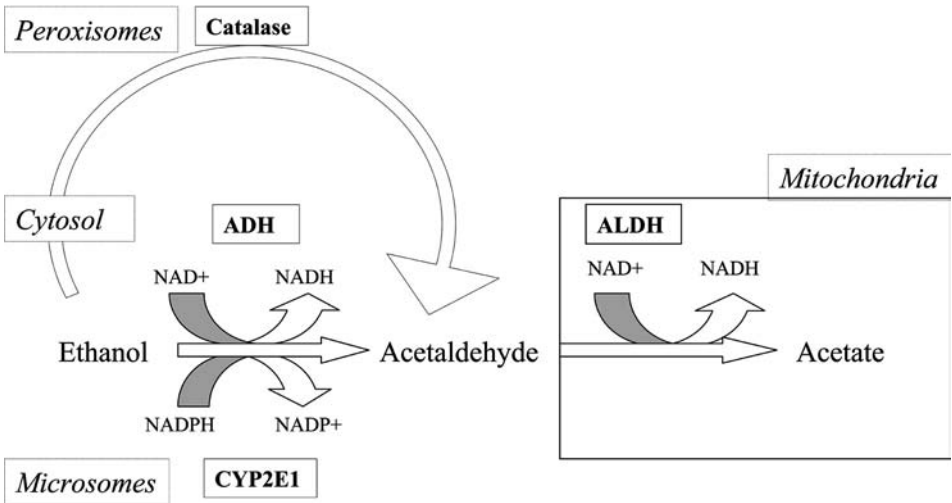 Peroxisomes
Catalase
Cytosol
ADH
Mitochondria
ALDH
NAD+ NADH
NAD+ NADH
Ethanol Acetaldehyde Acetate
NADPH NADP+
Microsomes
CYP2E1